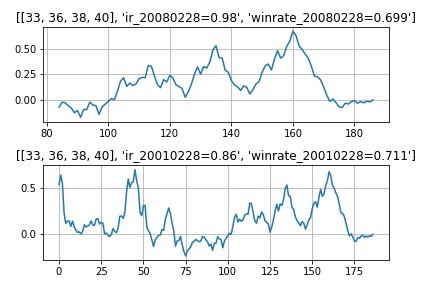 [[33, 36, 38, 40], 'ir_20080228=0.98', 'winrate_20080228=0.699']
0.50
0.25
0.00
80 100 120 140 160 180
[[33, 36, 38, 40], 'ir_20010228=0.86', 'winrate_20010228=0.711']
0.5
0.0
0 25 50 75 100 125 150 175